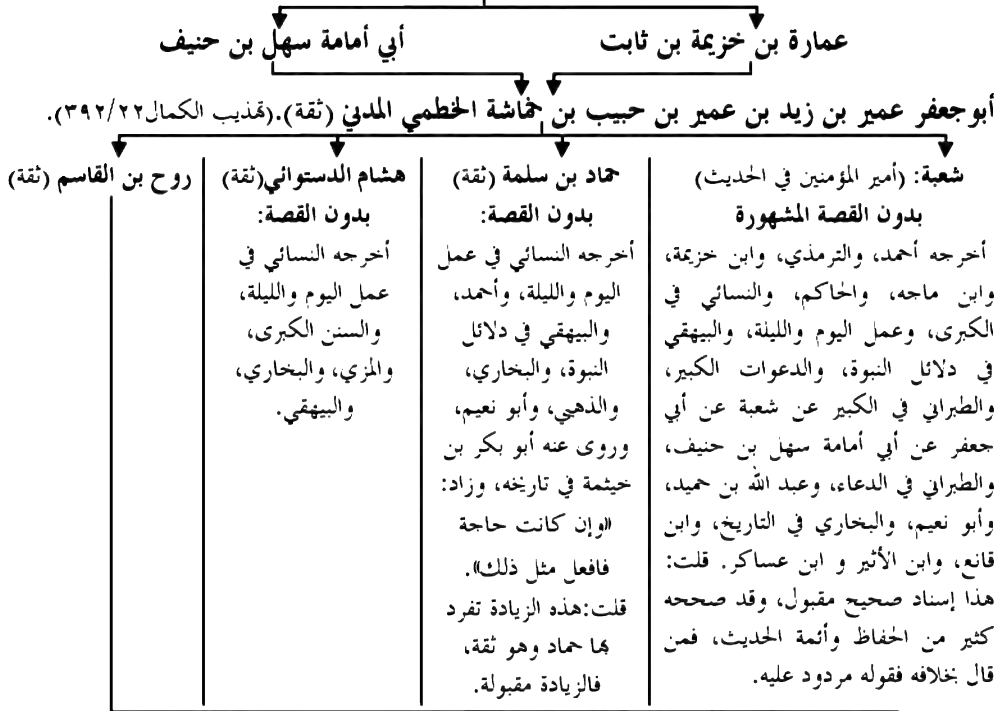 عمارة بن خزيمة بن ثابت
أبي أمامة سهل بن حنيف
أبو جعفر عمير بن زيد بن عمير بن حبيب بن خماشة الخطمي المدني (ثقة).(تهذيب الكمال٣٩٢/٢٢).
شعبة: (أمير المؤمنين في الحديث)
بدون القصة المشهورة
أخرجه أحمد، والترمذي، وابن خزيمة،
وابن ماجه، والحاكم، والنسائي في
الكبرى، وعمل اليوم والليلة، والبيهقي
في دلائل النبوة، والدعوات الكبير،
والطبراني في الكبير عن شعبة عن أبي
جعفر عن أبي أمامة سهل بن حنيف،
والطبراني في الدعاء، وعبد الله بن حميد،
وأبو نعيم، والبخاري في التاريخ، وابن
قانع، وابن الأثير و ابن عساكر. قلت:
هذا إسناد صحيح مقبول، وقد صححه
كثير من الحفاظ وأئمة الحديث، فمن
قال بخلافه فقوله مردود عليه.
حماد بن سلمة (ثقة)
بدون القصة:
أخرجه النسائي في عمل
اليوم والليلة، وأحمد،
والبيهقي في دلائل
النبوة، والبخاري،
والذهبي، وأبو نعيم،
وروى عنه أبو بكر بن
خيثمة في تاريخه، وزاد:
«وإن كانت حاجة
فافعل مثل ذلك».
قلت:هذه الزيادة تفرد
بها حماد وهو ثقة،
فالزيادة مقبولة.
هشام الدستوائي(ثقة)
بدون القصة:
أخرجه النسائي في
عمل اليوم والليلة،
والسنن الكبرى،
والمزي، والبخاري،
والبيهقي.
روح بن القاسم (ثقة)